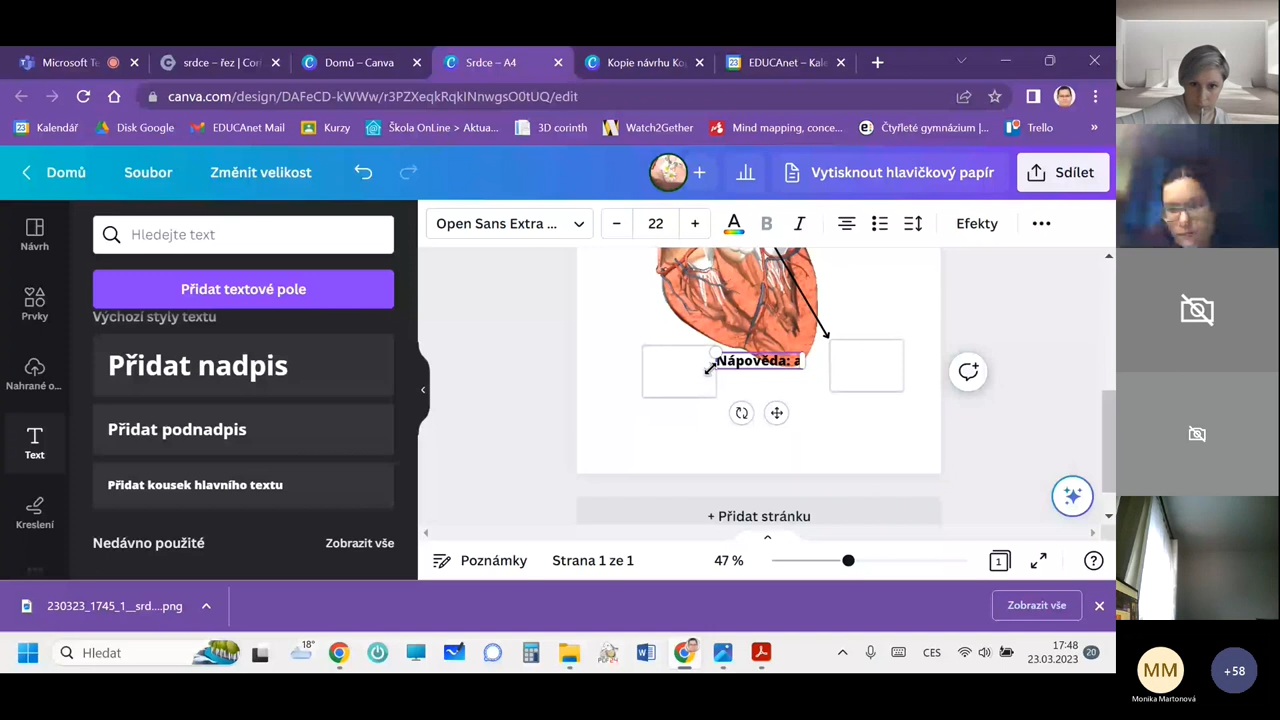 Microsoft Te
srdce – řez | Cori
Domů – Canva
Srdce – A4
Kopie návrhu Ko
EDUCAnet – Kale
canva.com/design/DAFeCD-kWWw/r3PZXeqkRqkINnwgsO0tUQ/edit
Kalendář
Disk Google
EDUCAnet Mail
Kurzy
Škola OnLine > Aktua...
3D corinth
Watch2Gether
Mind mapping, conce...
Čtyřleté gymnázium |...
Trello
»
Domů
Soubor
Změnit velikost
Vytisknout hlavičkový papír
Sdílet
Návrh
Prvky
Nahrané o...
Text
Kreslení
Hledejte text
Přidat textové pole
Výchozí styly textu
Přidat nadpis
Přidat podnadpis
Přidat kousek hlavního textu
Nedávno použité
Zobrazit vše
Open Sans Extra ...
– 22 +
A B I
Efekty
Nápověda: a
+ Přidat stránku
Poznámky
Strana 1 ze 1
47 %
1
?
230323_1745_1__srd....png
Zobrazit vše
Hledat
18°
CES
17:48
23.03.2023
20
MM
Monika Martonová
+58